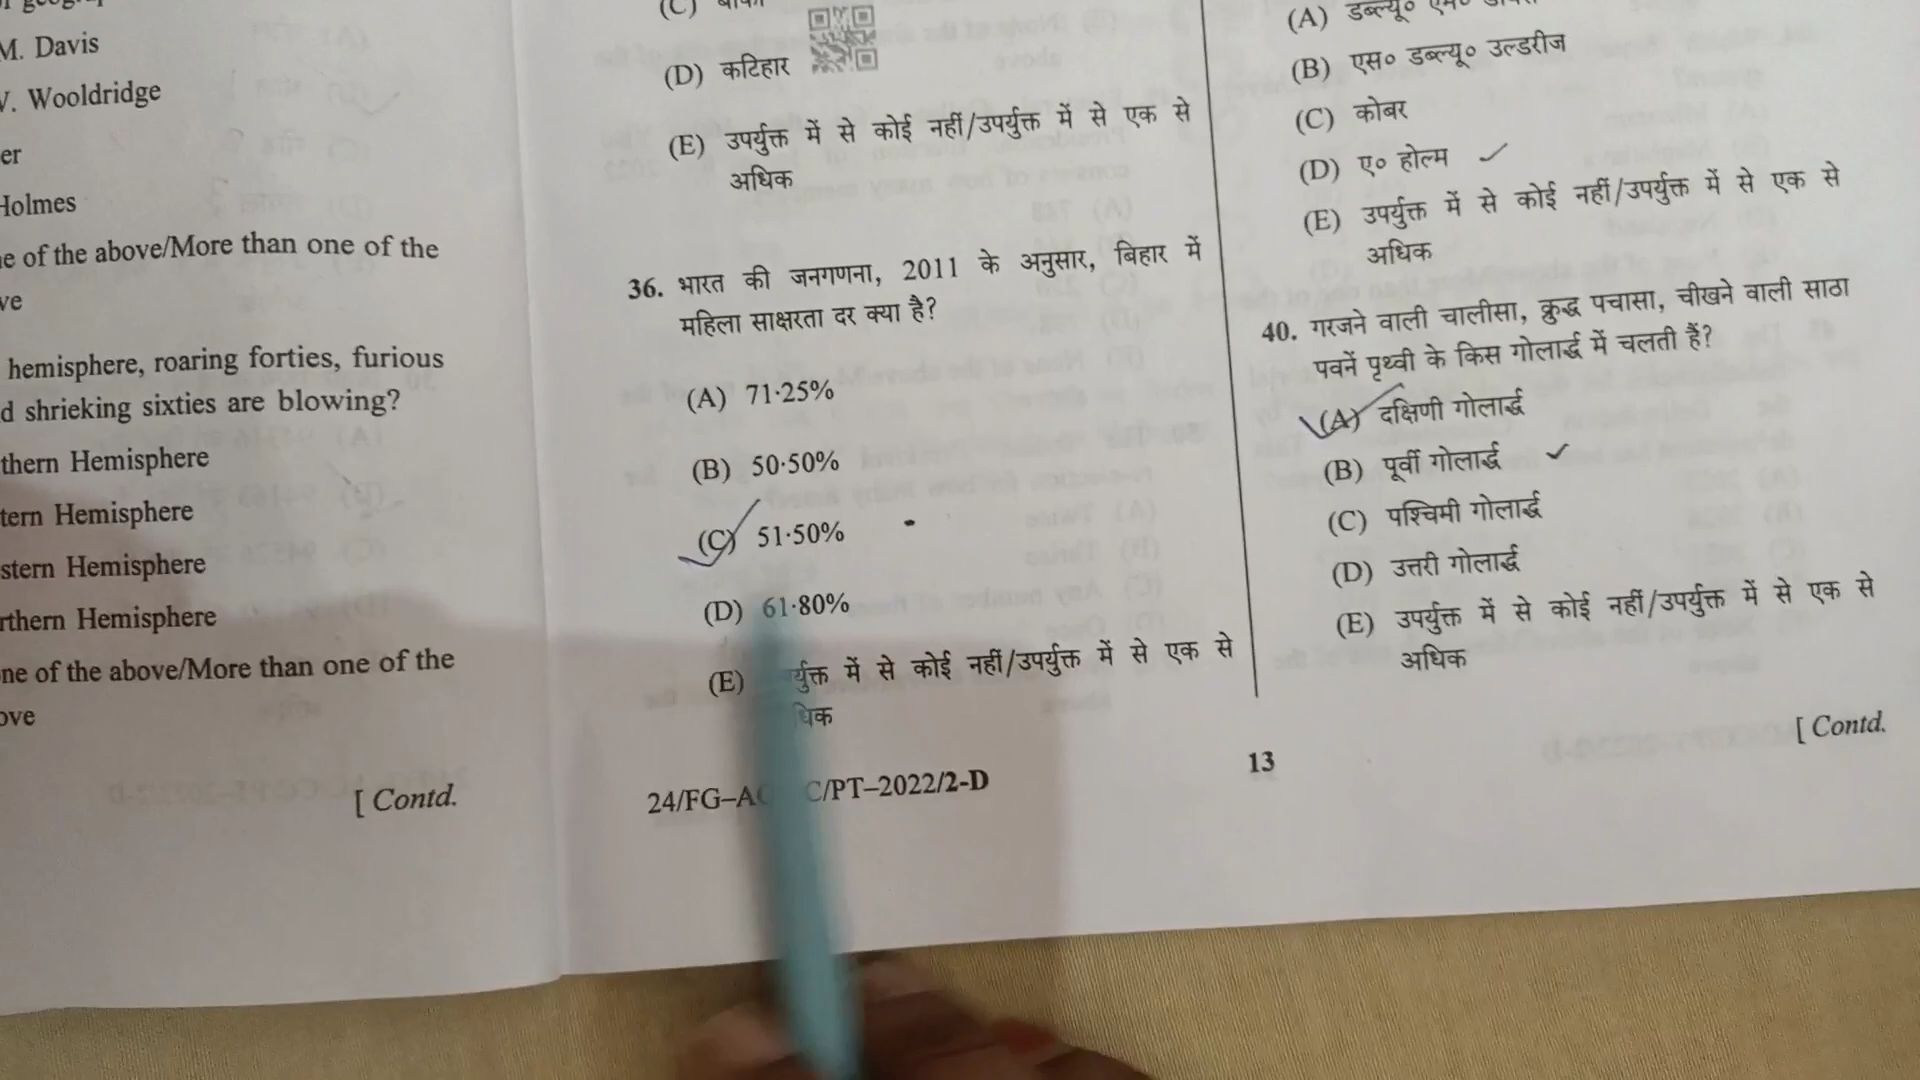 M. Davis
Wooldridge
er
Holmes
e of the above/More than one of the
ve
hemisphere, roaring forties, furious
d shrieking sixties are blowing?
thern Hemisphere
tern Hemisphere
stern Hemisphere
rthern Hemisphere
ne of the above/More than one of the
ove
[ Contd.
(C)
(D) कटिहार
(E) उपर्युक्त में से कोई नहीं/उपर्युक्त में से एक से
अधिक
36. भारत की जनगणना, 2011 के अनुसार, बिहार में
महिला साक्षरता दर क्या है?
(A) 71·25%
(B) 50·50%
(C) 51·50%
(D) 61·80%
(E) र्युक्त में से कोई नहीं/उपर्युक्त में से एक से
धिक
24/FG–A C/PT–2022/2-D
(A) डब्ल्यू० एम०
(B) एस० डब्ल्यू० उल्डरीज
(C) कोबर
(D) ए० होल्म
(E) उपर्युक्त में से कोई नहीं/उपर्युक्त में से एक से
अधिक
40. गरजने वाली चालीसा, क्रुद्ध पचासा, चीखने वाली साठा
पवनें पृथ्वी के किस गोलार्द्ध में चलती हैं?
(A) दक्षिणी गोलार्द्ध
(B) पूर्वी गोलार्द्ध
(C) पश्चिमी गोलार्द्ध
(D) उत्तरी गोलार्द्ध
(E) उपर्युक्त में से कोई नहीं/उपर्युक्त में से एक से
अधिक
13
[ Contd.